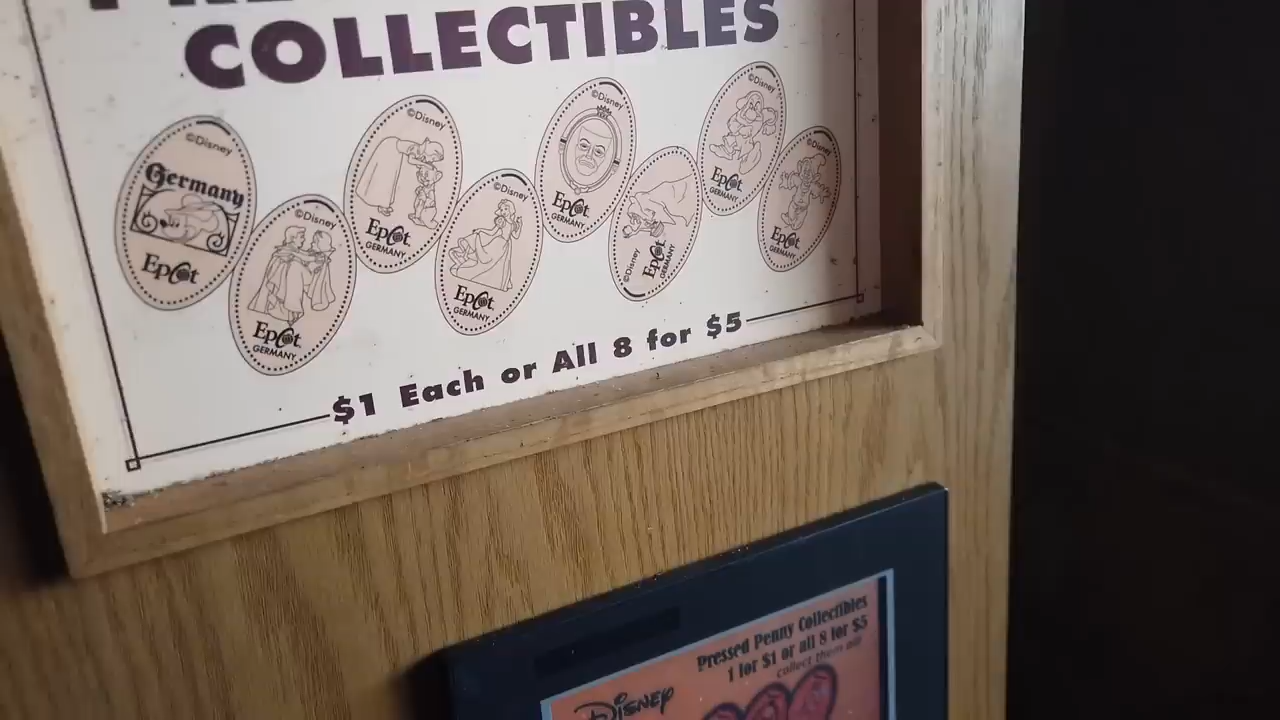 COLLECTIBLES
©Disney
Germany
Epcot
©Disney
Epcot
GERMANY
©Disney
Epcot
GERMANY
©Disney
Epcot
GERMANY
©Disney
Epcot
GERMANY
©Disney
Epcot
GERMANY
©Disney
Epcot
GERMANY
©Disney
Epcot
GERMANY
$1 Each or All 8 for $5
Pressed Penny Collectibles
1 for $1 or all 8 for $5
collect them all
Disney